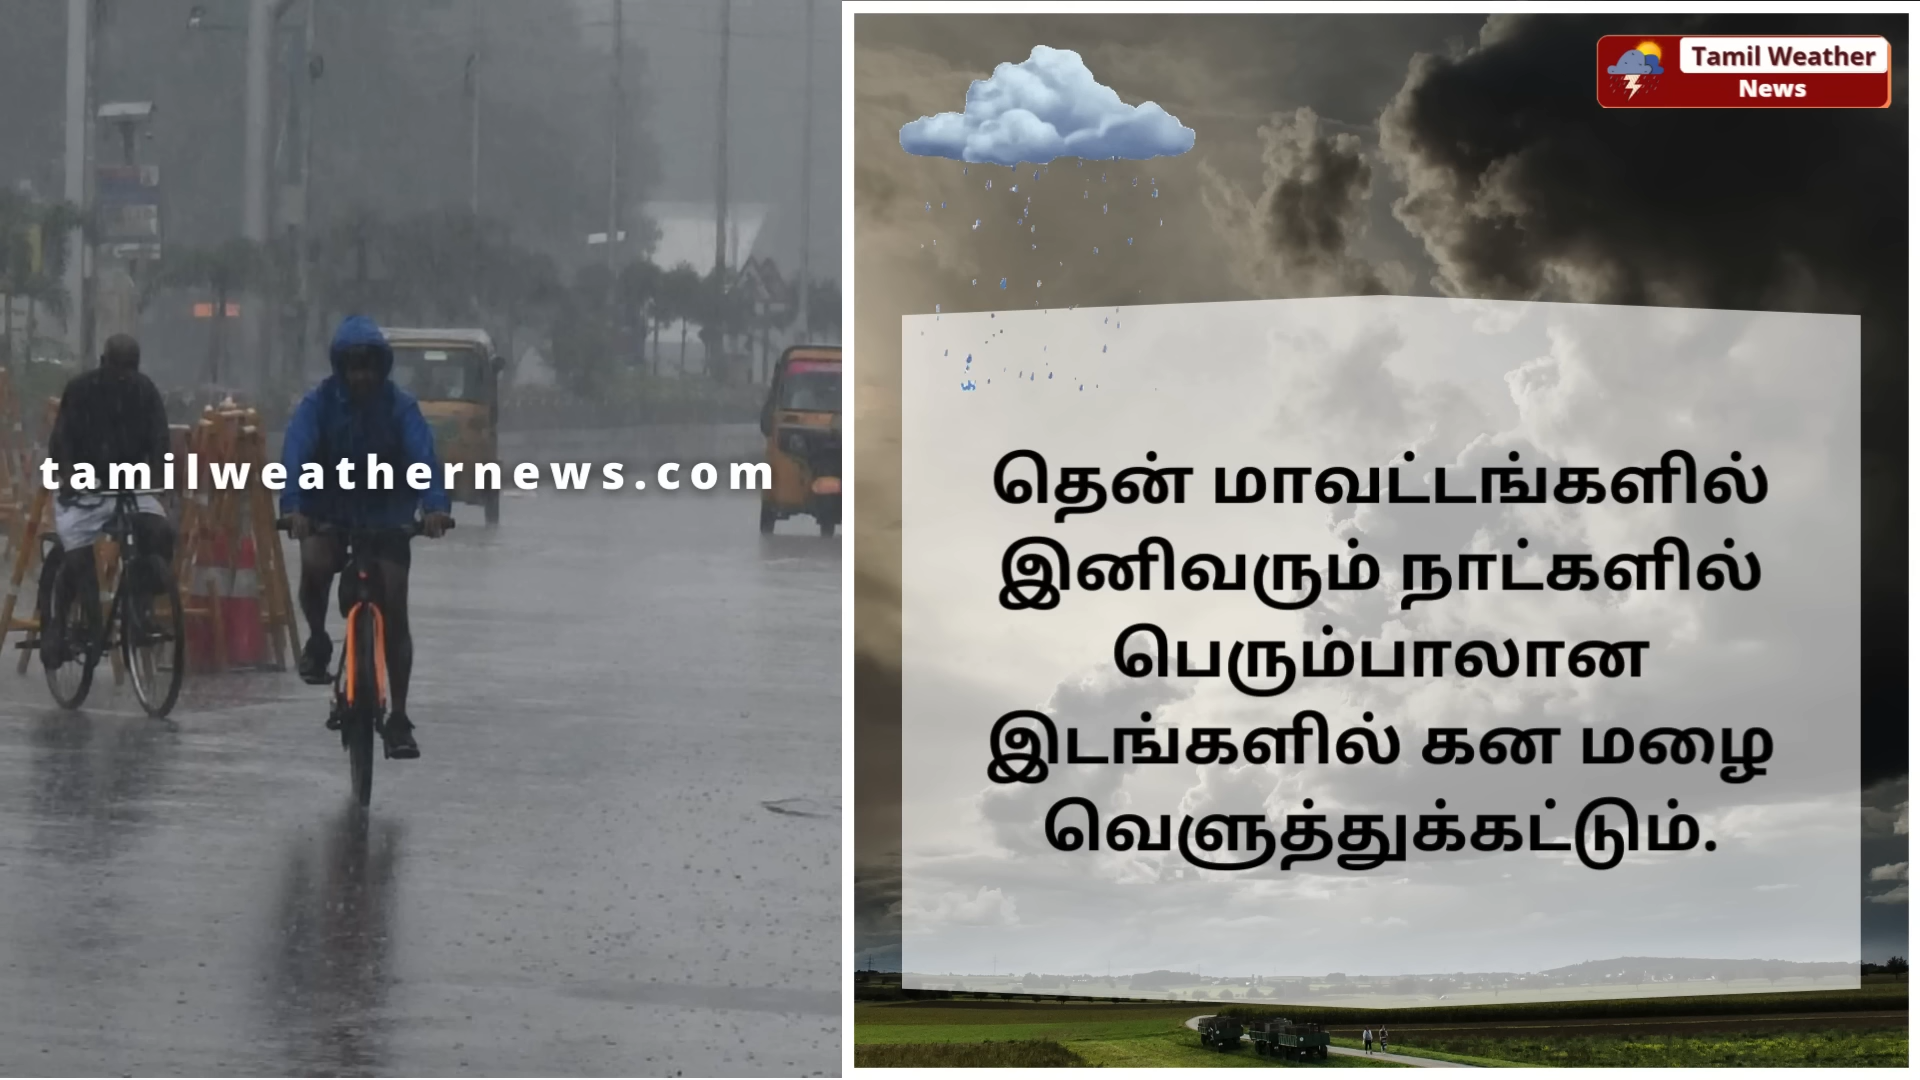 tamilweathernews.com
Tamil Weather
News
தென் மாவட்டங்களில்
இனிவரும் நாட்களில்
பெரும்பாலான
இடங்களில் கன மழை
வெளுத்துக்கட்டும்.